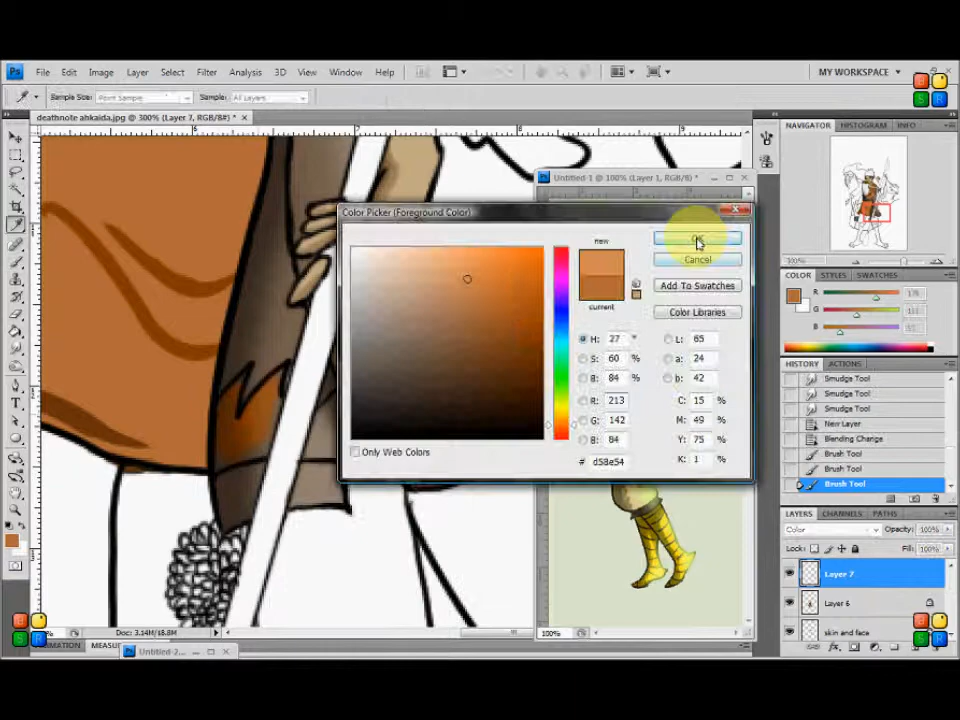 Ps File Edit Image Layer Select Filter Analysis 3D View Window Help MY WORKSPACE
Sample Size: Point Sample Sample: All Layers
deathnote ahkaida.jpg @ 300% (Layer 7, RGB/8#) *
NAVIGATOR HISTOGRAM INFO
Untitled-1 @ 100% (Layer 1, RGB/8) *
Color Picker (Foreground Color)
new
OK
Cancel
Add To Swatches
current
Color Libraries
H: 27 ° L: 65
S: 60 % a: 24
B: 84 % b: 42
R: 213 C: 15 %
G: 142 M: 49 %
B: 84 Y: 75 %
# d58e54 K: 1 %
Only Web Colors
100%
COLOR STYLES SWATCHES
R
G
B
HISTORY ACTIONS
Smudge Tool
Smudge Tool
Smudge Tool
New Layer
Blending Change
Brush Tool
Brush Tool
Brush Tool
LAYERS CHANNELS PATHS
Color Opacity: 100%
Lock: Fill: 100%
Layer 7
Layer 6
skin and face
Doc: 3.14M/18.8M
100%
Untitled-2...